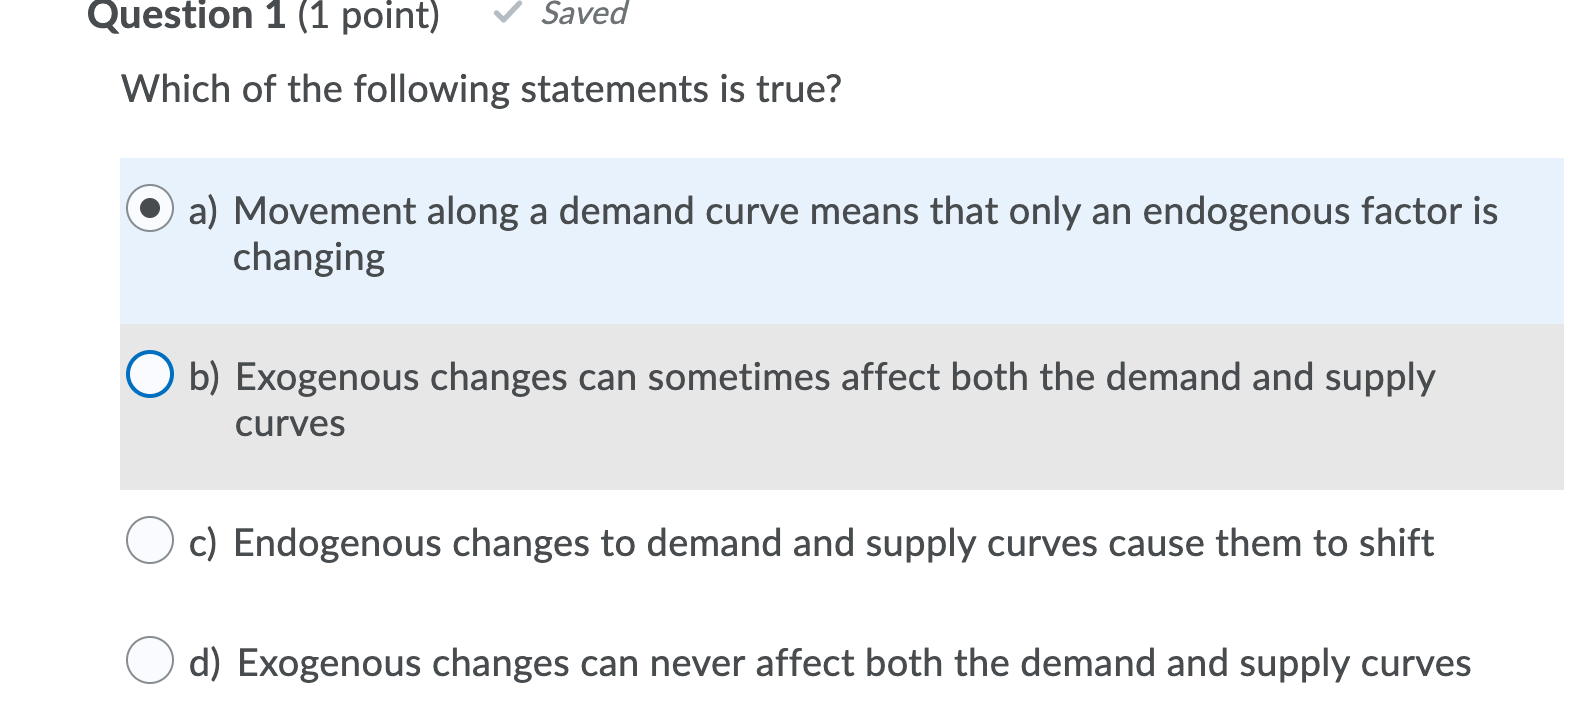 Question 1 (1 point) Saved
Which of the following statements is true?
a) Movement along a demand curve means that only an endogenous factor is
changing
b) Exogenous changes can sometimes affect both the demand and supply
curves
c) Endogenous changes to demand and supply curves cause them to shift
d) Exogenous changes can never affect both the demand and supply curves